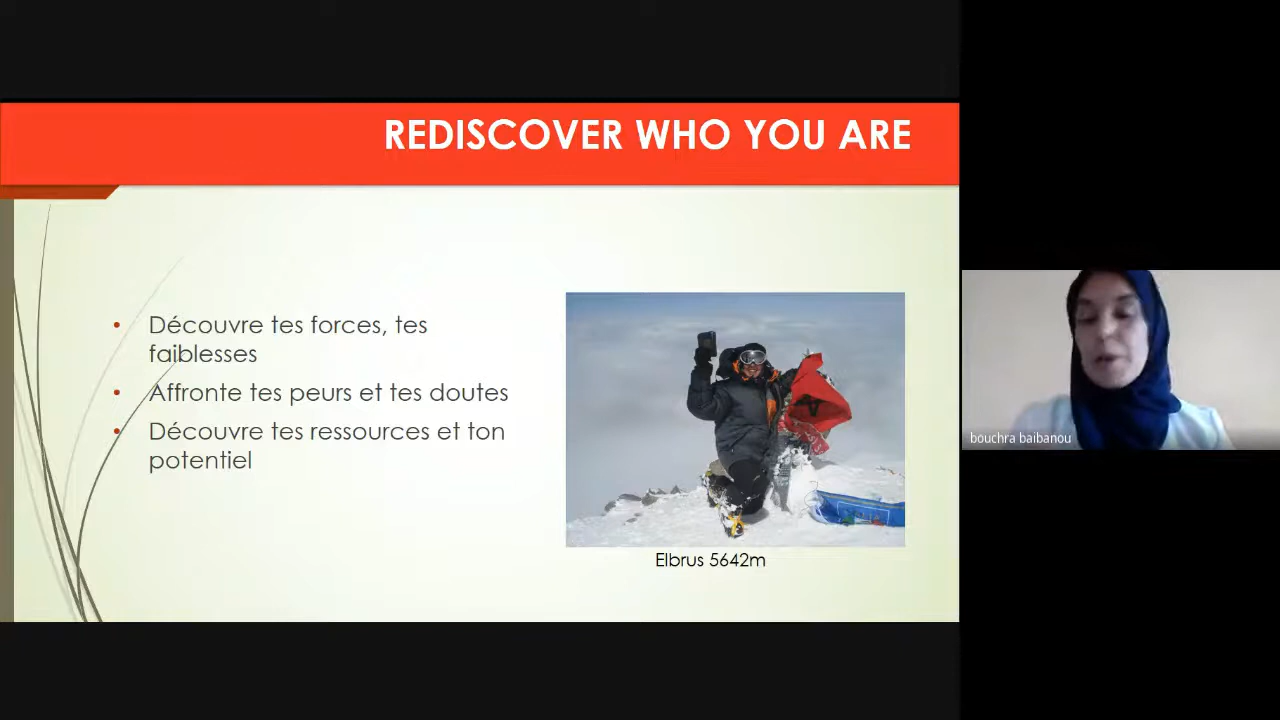 REDISCOVER WHO YOU ARE
• Découvre tes forces, tes
faiblesses
• Affronte tes peurs et tes doutes
• Découvre tes ressources et ton
potentiel
Elbrus 5642m
bouchra baibanou